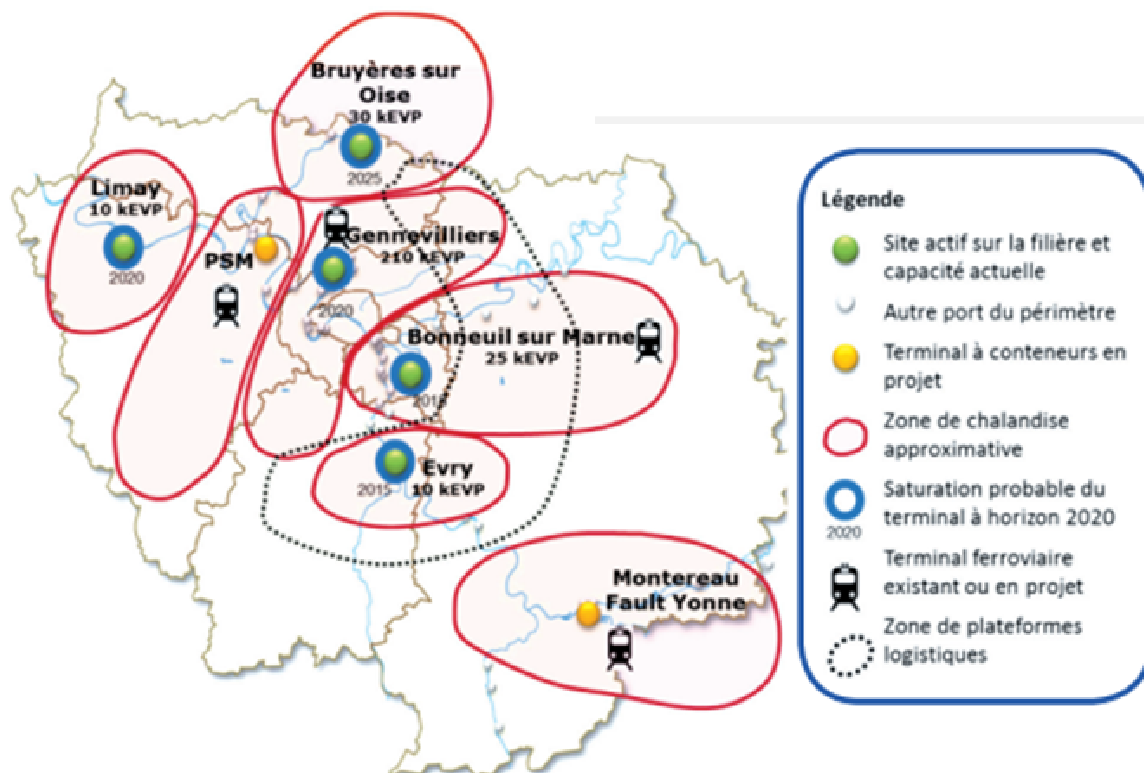 Bruyères sur
Oise
30 kEVP
2025
Limay
10 kEVP
2020
PSM
Gennevilliers
210 kEVP
2020
Bonneuil sur Marne
25 kEVP
Evry
10 kEVP
2015
Montereau
Fault Yonne
Légende
Site actif sur la filière et
capacité actuelle
Autre port du périmètre
Terminal à conteneurs en
projet
Zone de chalandise
approximative
Saturation probable du
terminal à horizon 2020
2020
Terminal ferroviaire
existant ou en projet
Zone de plateformes
logistiques